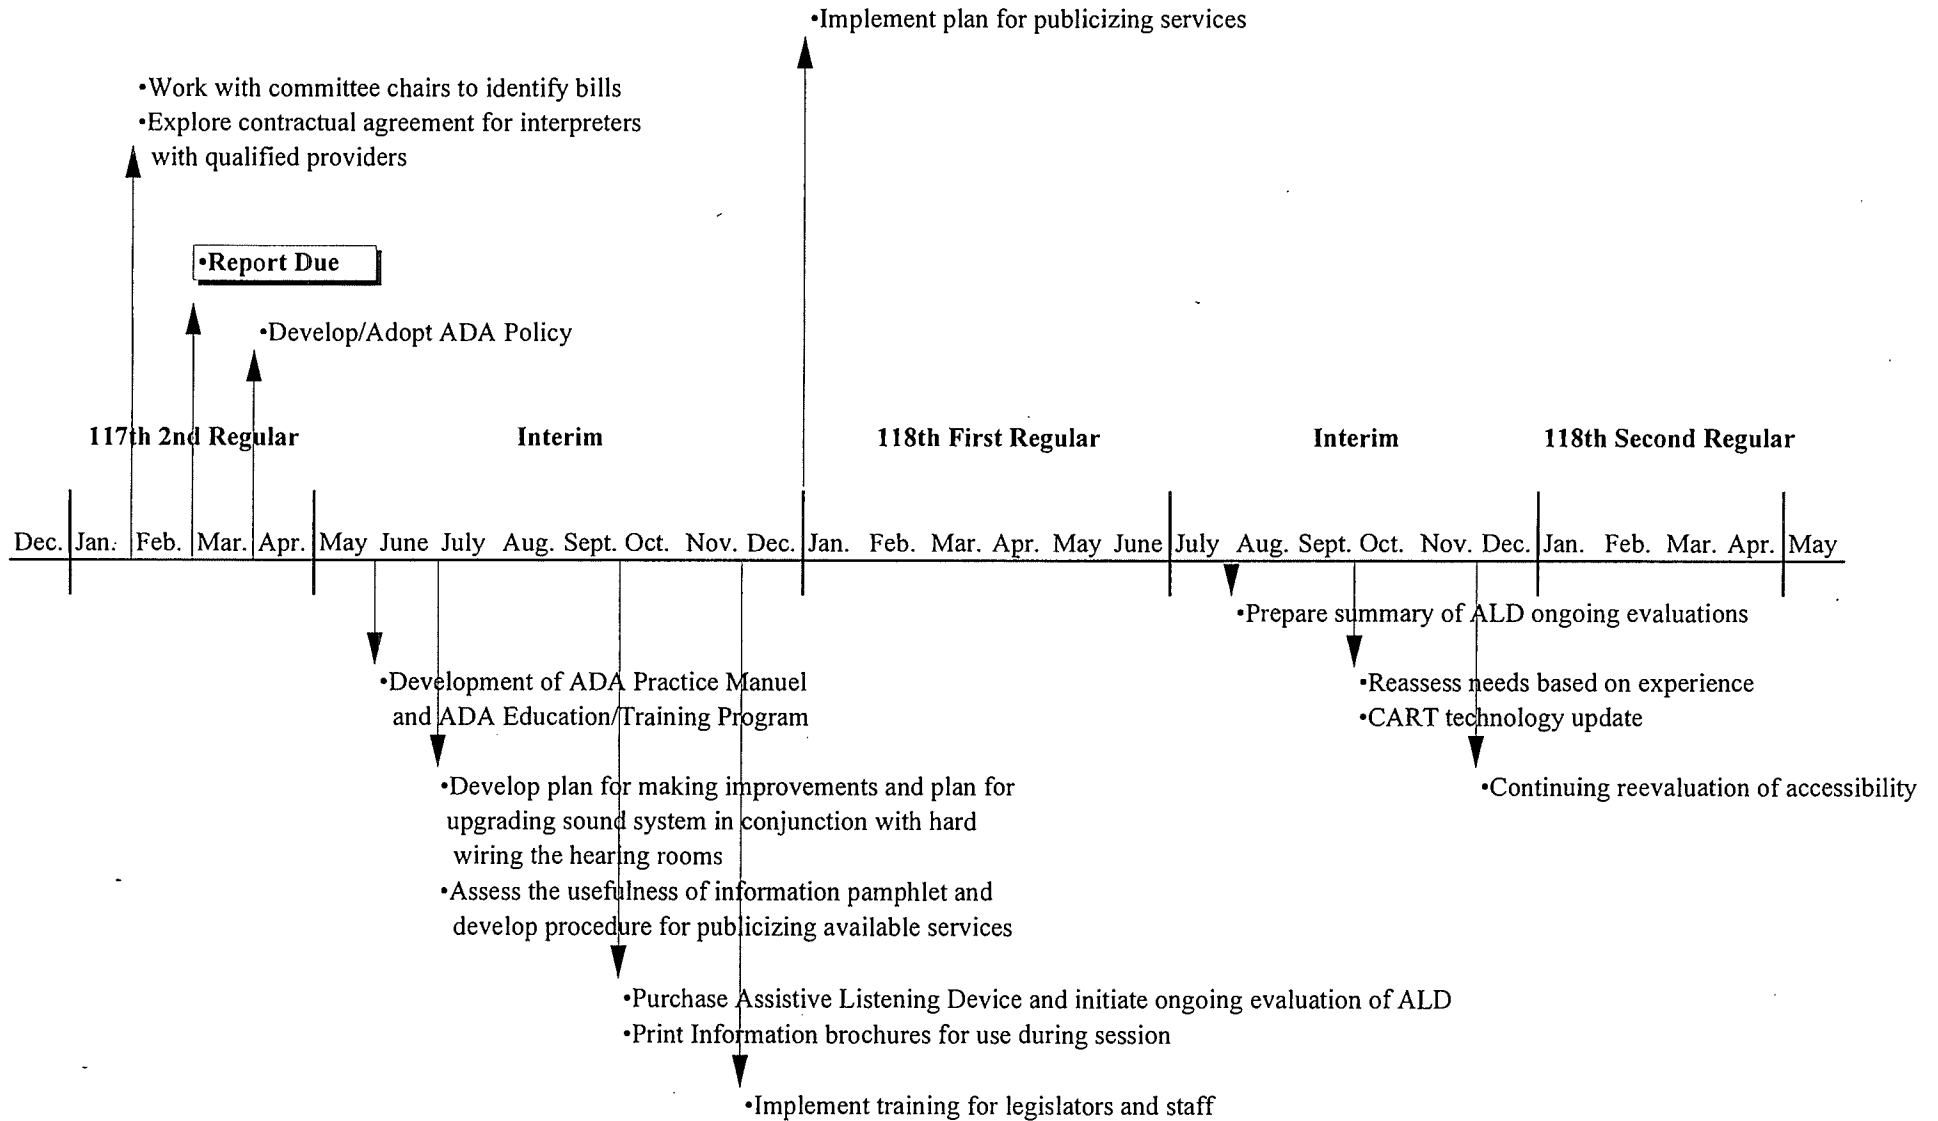 •Implement plan for publicizing services
•Work with committee chairs to identify bills
•Explore contractual agreement for interpreters
with qualified providers
•Report Due
•Develop/Adopt ADA Policy
117th 2nd Regular Interim 118th First Regular Interim 118th Second Regular
Dec. Jan. Feb. Mar. Apr. May June July Aug. Sept. Oct. Nov. Dec. Jan. Feb. Mar. Apr. May June July Aug. Sept. Oct. Nov. Dec. Jan. Feb. Mar. Apr. May
•Prepare summary of ALD ongoing evaluations
•Development of ADA Practice Manuel
and ADA Education/Training Program
•Reassess needs based on experience
•CART technology update
•Develop plan for making improvements and plan for
upgrading sound system in conjunction with hard
wiring the hearing rooms
•Continuing reevaluation of accessibility
•Assess the usefulness of information pamphlet and
develop procedure for publicizing available services
•Purchase Assistive Listening Device and initiate ongoing evaluation of ALD
•Print Information brochures for use during session
•Implement training for legislators and staff